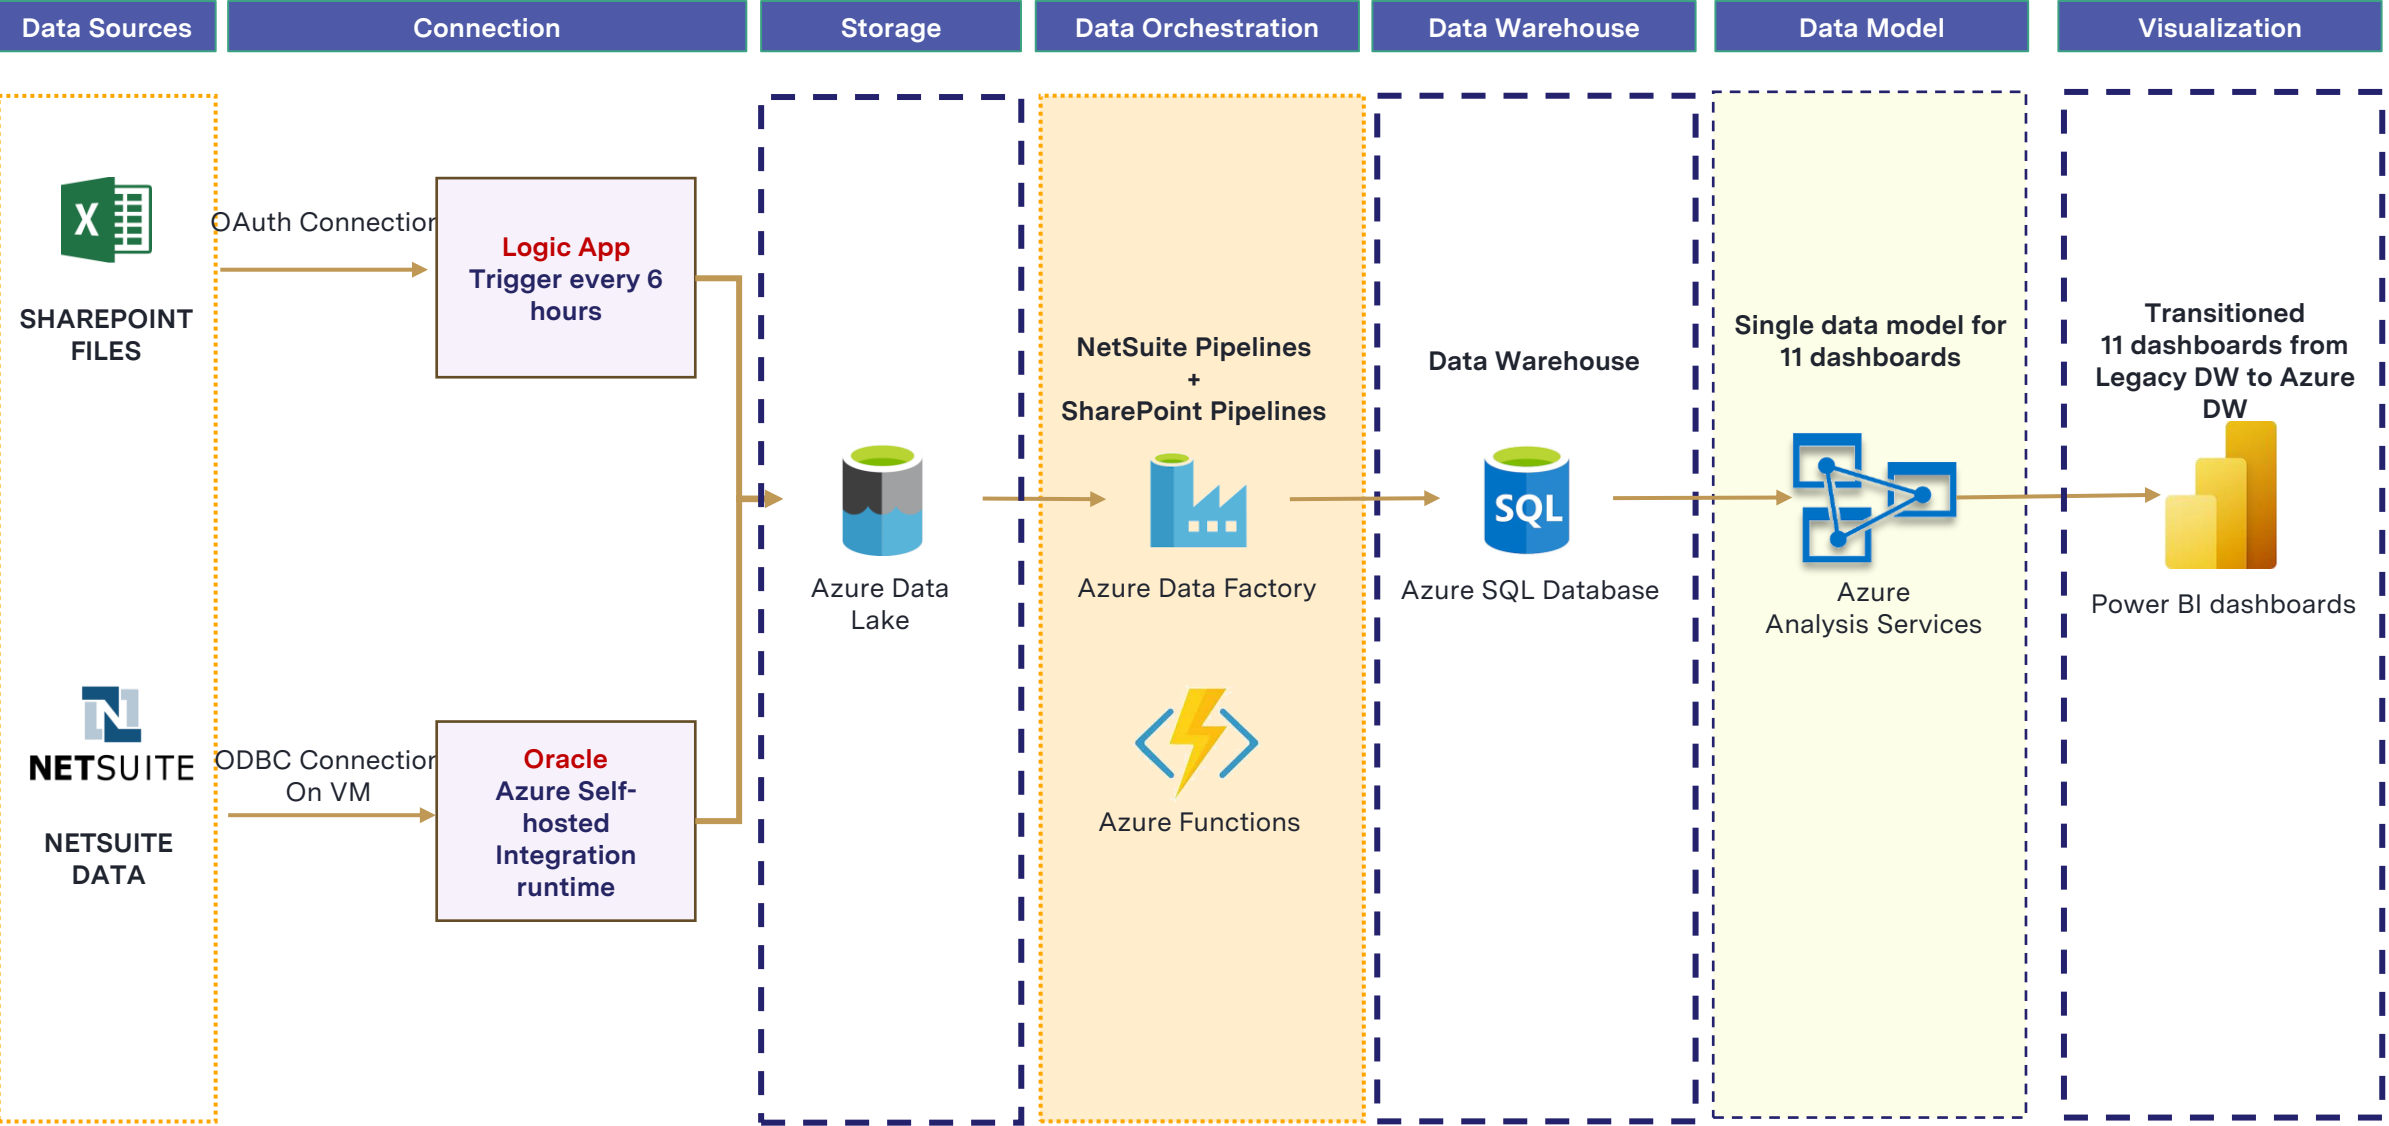 Data Sources
Connection
Storage
Data Orchestration
Data Warehouse
Data Model
Visualization
X
SHAREPOINT
FILES
OAuth Connection
Logic App
Trigger every 6
hours
NETSUITE
NETSUITE
DATA
ODBC Connection
On VM
Oracle
Azure Self-
hosted
Integration
runtime
Azure Data
Lake
NetSuite Pipelines
+
SharePoint Pipelines
Azure Data Factory
Azure Functions
Data Warehouse
SQL
Azure SQL Database
Single data model for
11 dashboards
Azure
Analysis Services
Transitioned
11 dashboards from
Legacy DW to Azure
DW
Power BI dashboards